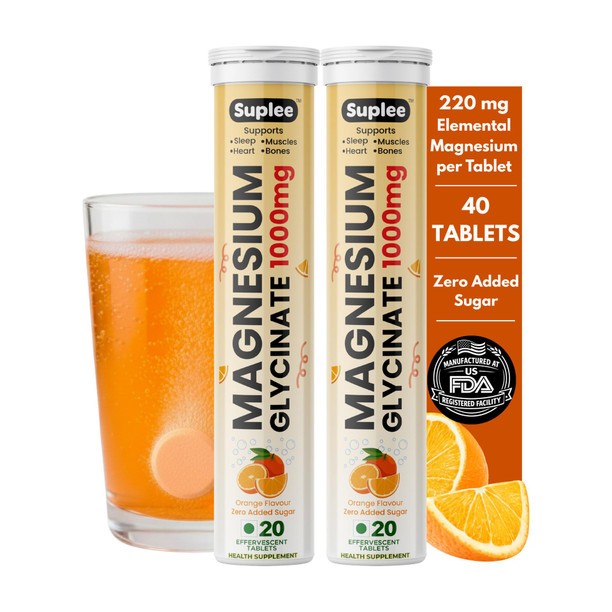 Suplee™
Supports
•Sleep •Muscles
•Heart •Bones
MAGNESIUM
GLYCINATE 1000mg
Orange Flavour
Zero Added Sugar
20
EFFERVESCENT
TABLETS
HEALTH SUPPLEMENT
Suplee™
Supports
•Sleep •Muscles
•Heart •Bones
MAGNESIUM
GLYCINATE 1000mg
Orange Flavour
Zero Added Sugar
20
EFFERVESCENT
TABLETS
HEALTH SUPPLEMENT
220 mg
Elemental
Magnesium
per Tablet
40
TABLETS
Zero Added
Sugar
MANUFACTURED AT
US
FDA
REGISTERED FACILITY